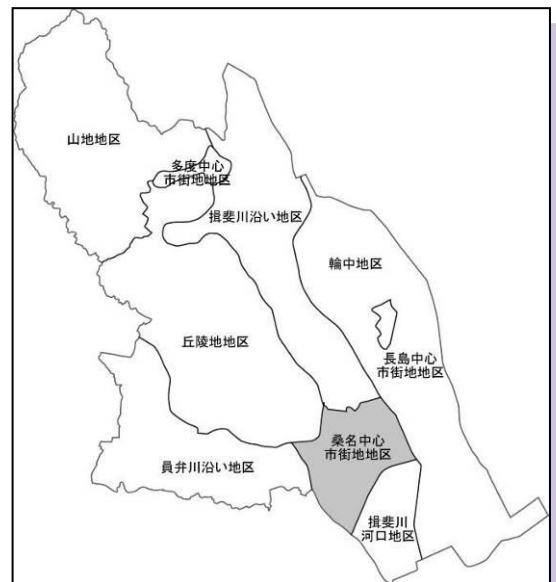 山地地区
多度中心
市街地地区
揖斐川沿い地区
輪中地区
丘陵地地区
長島中心
市街地地区
桑名中心
市街地地区
員弁川沿い地区
揖斐川
河口地区